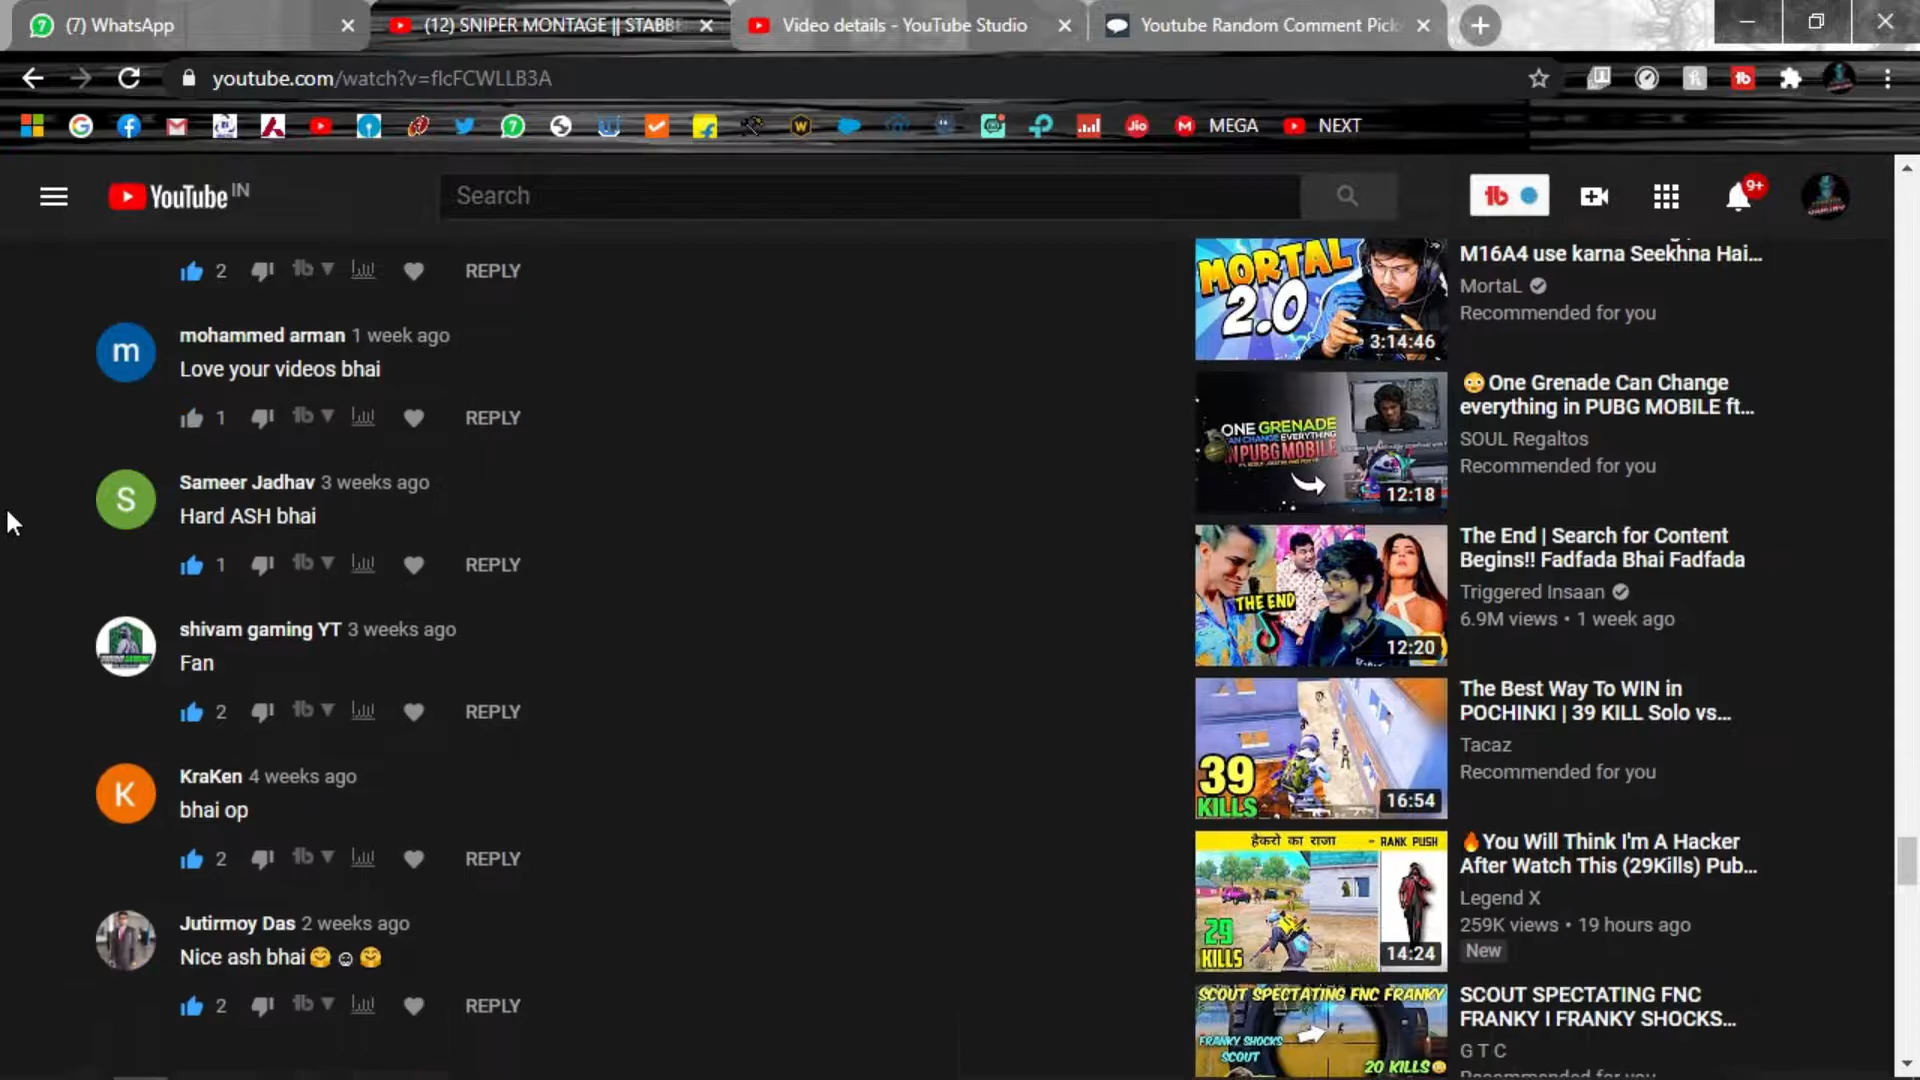 (7) WhatsApp
(12) SNIPER MONTAGE || STABBE
Video details - YouTube Studio
Youtube Random Comment Pick
youtube.com/watch?v=flcFCWLLB3A
MEGA
NEXT
YouTube IN
Search
9+
2 REPLY
mohammed arman 1 week ago
Love your videos bhai
1 REPLY
Sameer Jadhav 3 weeks ago
Hard ASH bhai
1 REPLY
shivam gaming YT 3 weeks ago
Fan
2 REPLY
KraKen 4 weeks ago
bhai op
2 REPLY
Jutirmoy Das 2 weeks ago
Nice ash bhai🤗☺🤗
2 REPLY
MORTAL
2.0
3:14:46
M16A4 use karna Seekhna Hai...
MortaL
Recommended for you
ONE GRENADE
CAN CHANGE EVERYTHING
IN PUBG MOBILE
12:18
😳One Grenade Can Change
everything in PUBG MOBILE ft...
SOUL Regaltos
Recommended for you
THE END
12:20
The End | Search for Content
Begins!! Fadfada Bhai Fadfada
Triggered Insaan
6.9M views • 1 week ago
39
KILLS
16:54
The Best Way To WIN in
POCHINKI | 39 KILL Solo vs...
Tacaz
Recommended for you
हैकरो का राजा - RANK PUSH
29
KILLS
14:24
🔥You Will Think I'm A Hacker
After Watch This (29Kills) Pub...
Legend X
259K views • 19 hours ago
New
SCOUT SPECTATING FNC FRANKY
FRANKY SHOCKS
SCOUT
20 KILLS
SCOUT SPECTATING FNC
FRANKY I FRANKY SHOCKS...
G T C
Recommended for you